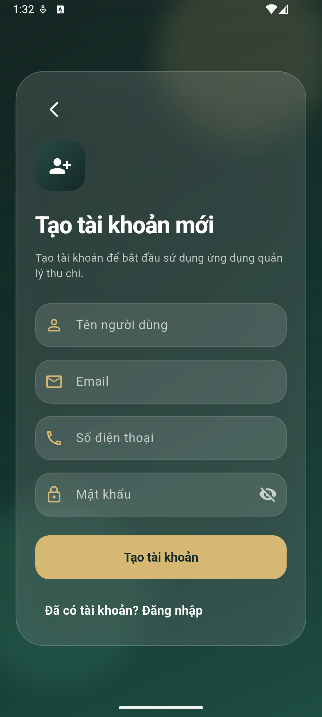 1:32
Tạo tài khoản mới
Tạo tài khoản để bắt đầu sử dụng ứng dụng quản
lý thu chi.
Tên người dùng
Email
Số điện thoại
Mật khẩu
Tạo tài khoản
Đã có tài khoản? Đăng nhập